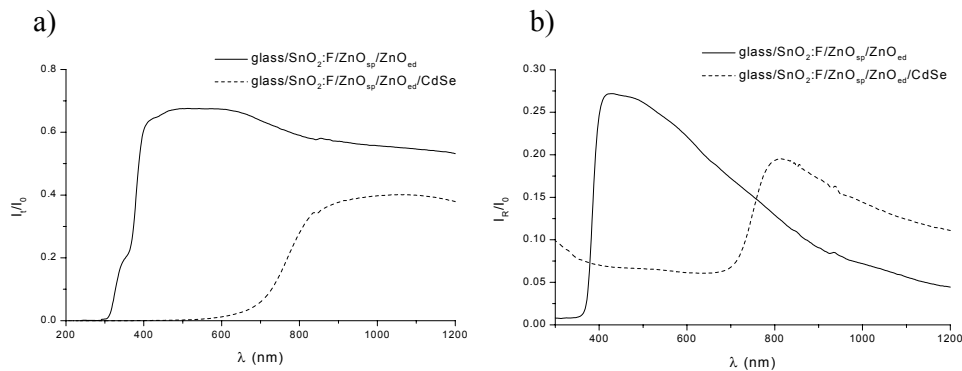 a)
glass/SnO₂:F/ZnOsp/ZnOed
glass/SnO₂:F/ZnOsp/ZnOed/CdSe
0.8
0.6
0.4
0.2
0.0
It/I0
200 400 600 800 1000 1200
λ (nm)
b)
glass/SnO₂:F/ZnOsp/ZnOed
glass/SnO₂:F/ZnOsp/ZnOed/CdSe
0.30
0.25
0.20
0.15
0.10
0.05
0.00
IR/I0
400 600 800 1000 1200
λ (nm)